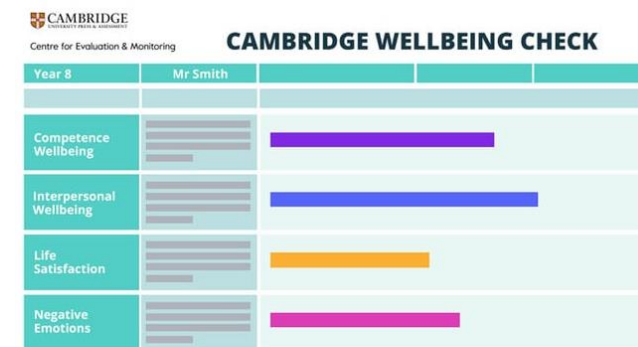 CAMBRIDGE
UNIVERSITY PRESS & ASSESSMENT
Centre for Evaluation & Monitoring
CAMBRIDGE WELLBEING CHECK
Year 8
Mr Smith
Competence
Wellbeing
Interpersonal
Wellbeing
Life
Satisfaction
Negative
Emotions